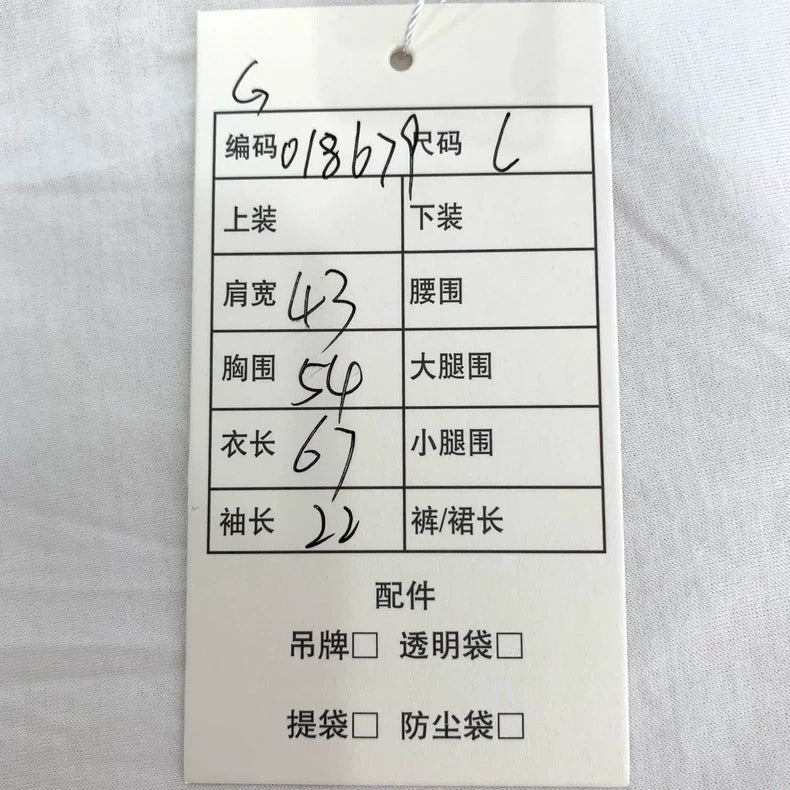 G
编码 018679 尺码 L
上装 下装
肩宽 43 腰围
胸围 54 大腿围
衣长 67 小腿围
袖长 22 裤/裙长
配件
吊牌□ 透明袋□
提袋□ 防尘袋□